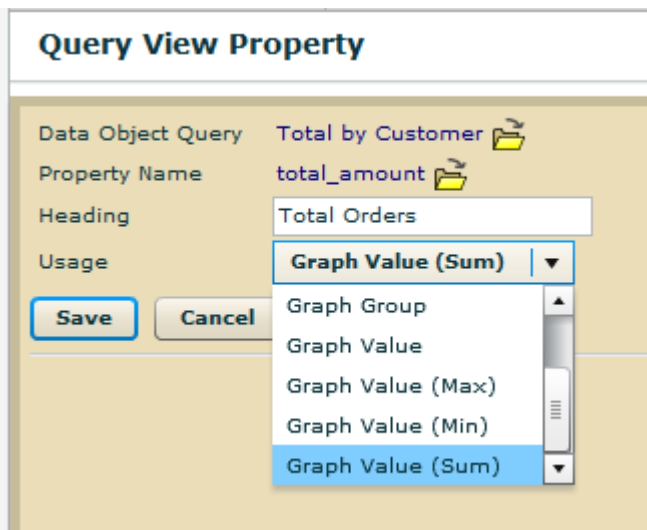 Query View Property
Data Object Query Total by Customer
Property Name total_amount
Heading Total Orders
Usage Graph Value (Sum)
Save Cancel
Graph Group
Graph Value
Graph Value (Max)
Graph Value (Min)
Graph Value (Sum)